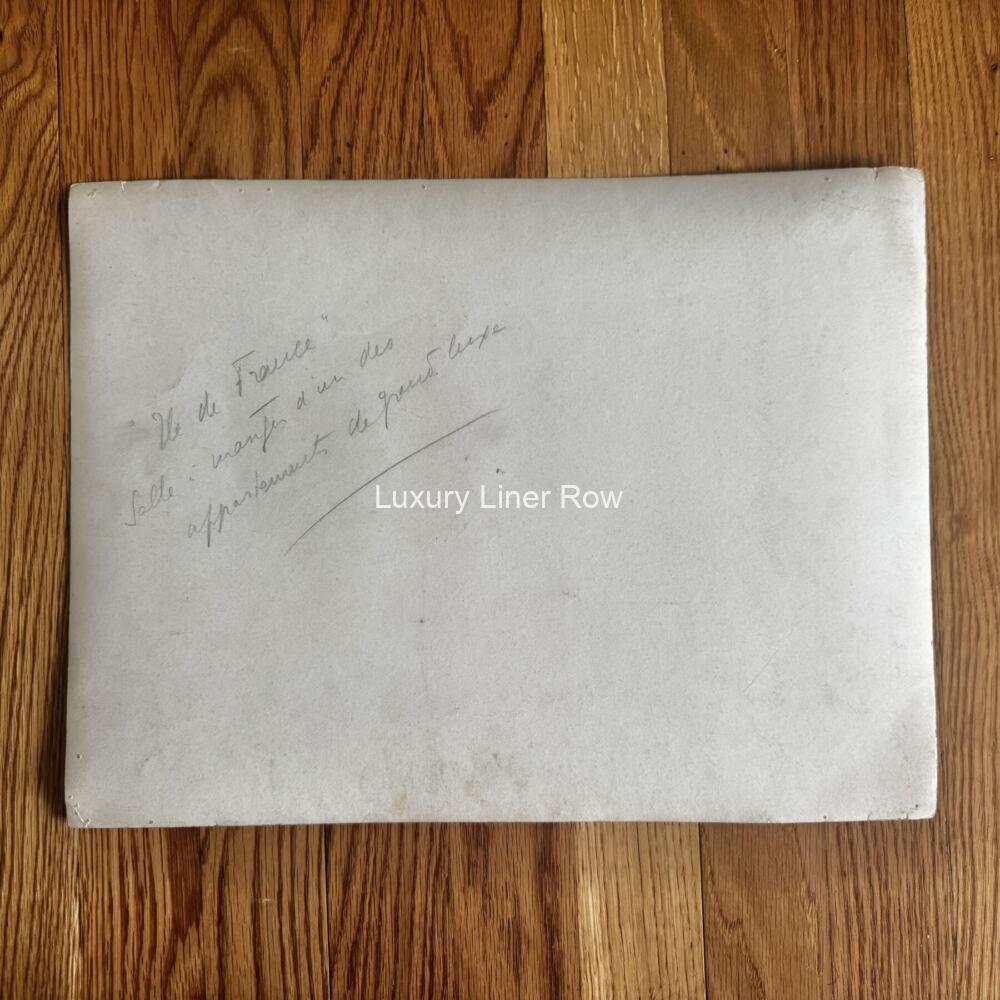 "Ile de France"
Salle à manger d'un des
appartements de grand luxe
Luxury Liner Row